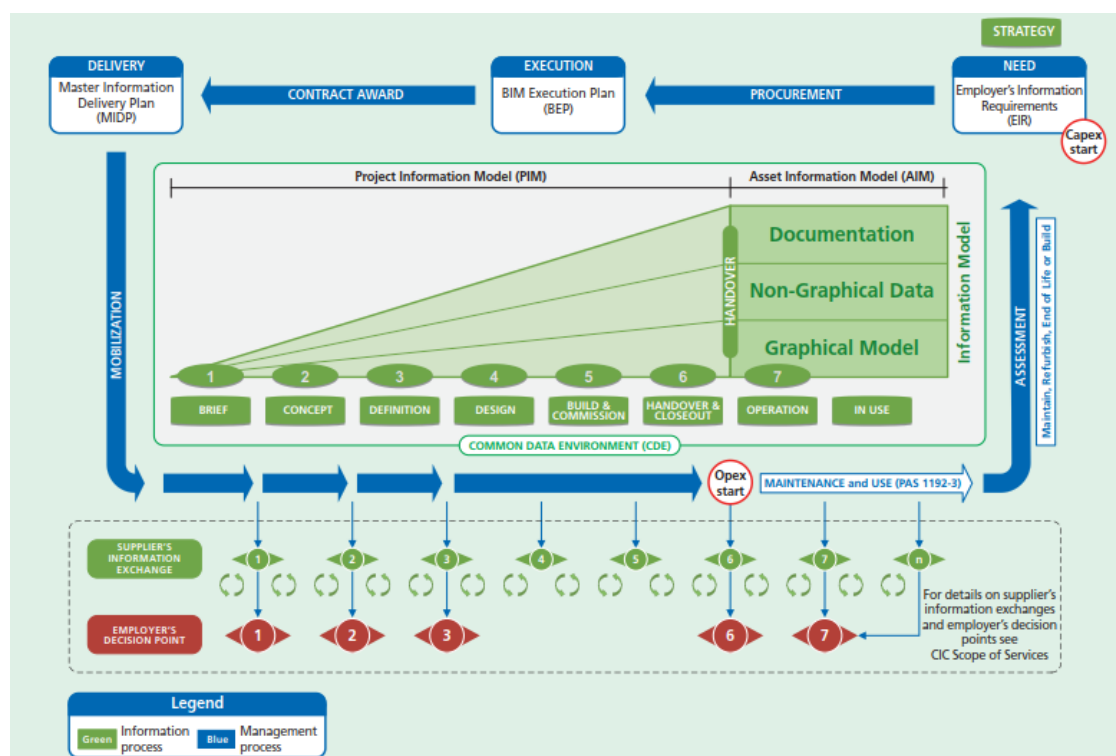 STRATEGY
DELIVERY
Master Information
Delivery Plan
(MIDP)
CONTRACT AWARD
EXECUTION
BIM Execution Plan
(BEP)
PROCUREMENT
NEED
Employer's Information
Requirements
(EIR)
Capex
start
MOBILIZATION
Project Information Model (PIM)
Asset Information Model (AIM)
HANDOVER
Documentation
Non-Graphical Data
Graphical Model
Information Model
1 2 3 4 5 6 7
BRIEF
CONCEPT
DEFINITION
DESIGN
BUILD &
COMMISSION
HANDOVER &
CLOSEOUT
OPERATION
IN USE
COMMON DATA ENVIRONMENT (CDE)
ASSESSMENT
Maintain, Refurbish, End of Life or Build
Opex
start
MAINTENANCE and USE (PAS 1192-3)
SUPPLIER'S
INFORMATION
EXCHANGE
1 2 3 4 5 6 7 n
EMPLOYER'S
DECISION POINT
1 2 3 6 7
For details on supplier's
information exchanges
and employer's decision
points see
CIC Scope of Services
Legend
Green Information
process
Blue Management
process